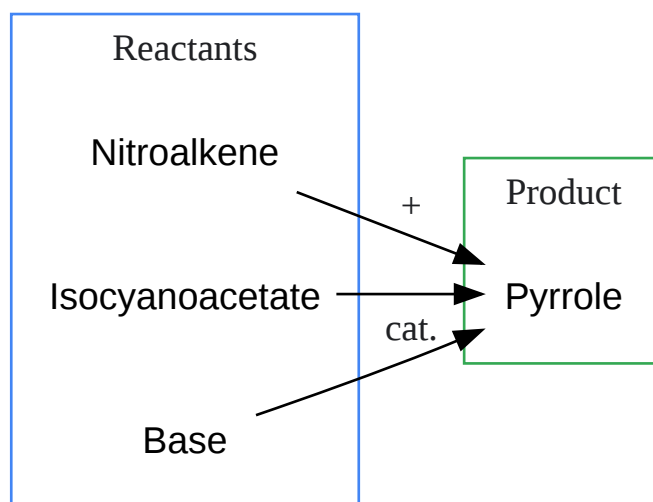 Reactants
Nitroalkene
+
Product
Isocyanoacetate
Pyrrole
cat.
Base